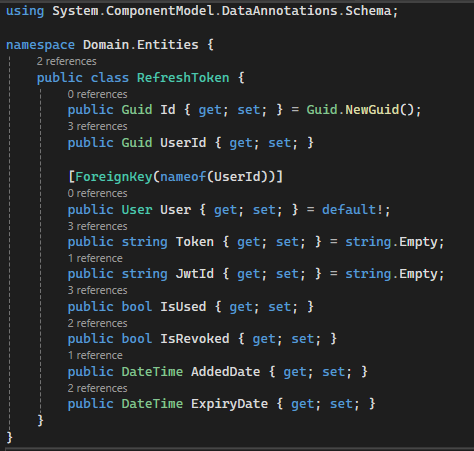 using System.ComponentModel.DataAnnotations.Schema;
namespace Domain.Entities {
2 references
public class RefreshToken {
0 references
public Guid Id { get; set; } = Guid.NewGuid();
3 references
public Guid UserId { get; set; }
[ForeignKey(nameof(UserId))]
0 references
public User User { get; set; } = default!;
3 references
public string Token { get; set; } = string.Empty;
1 reference
public string JwtId { get; set; } = string.Empty;
3 references
public bool IsUsed { get; set; }
2 references
public bool IsRevoked { get; set; }
1 reference
public DateTime AddedDate { get; set; }
2 references
public DateTime ExpiryDate { get; set; }
}
}